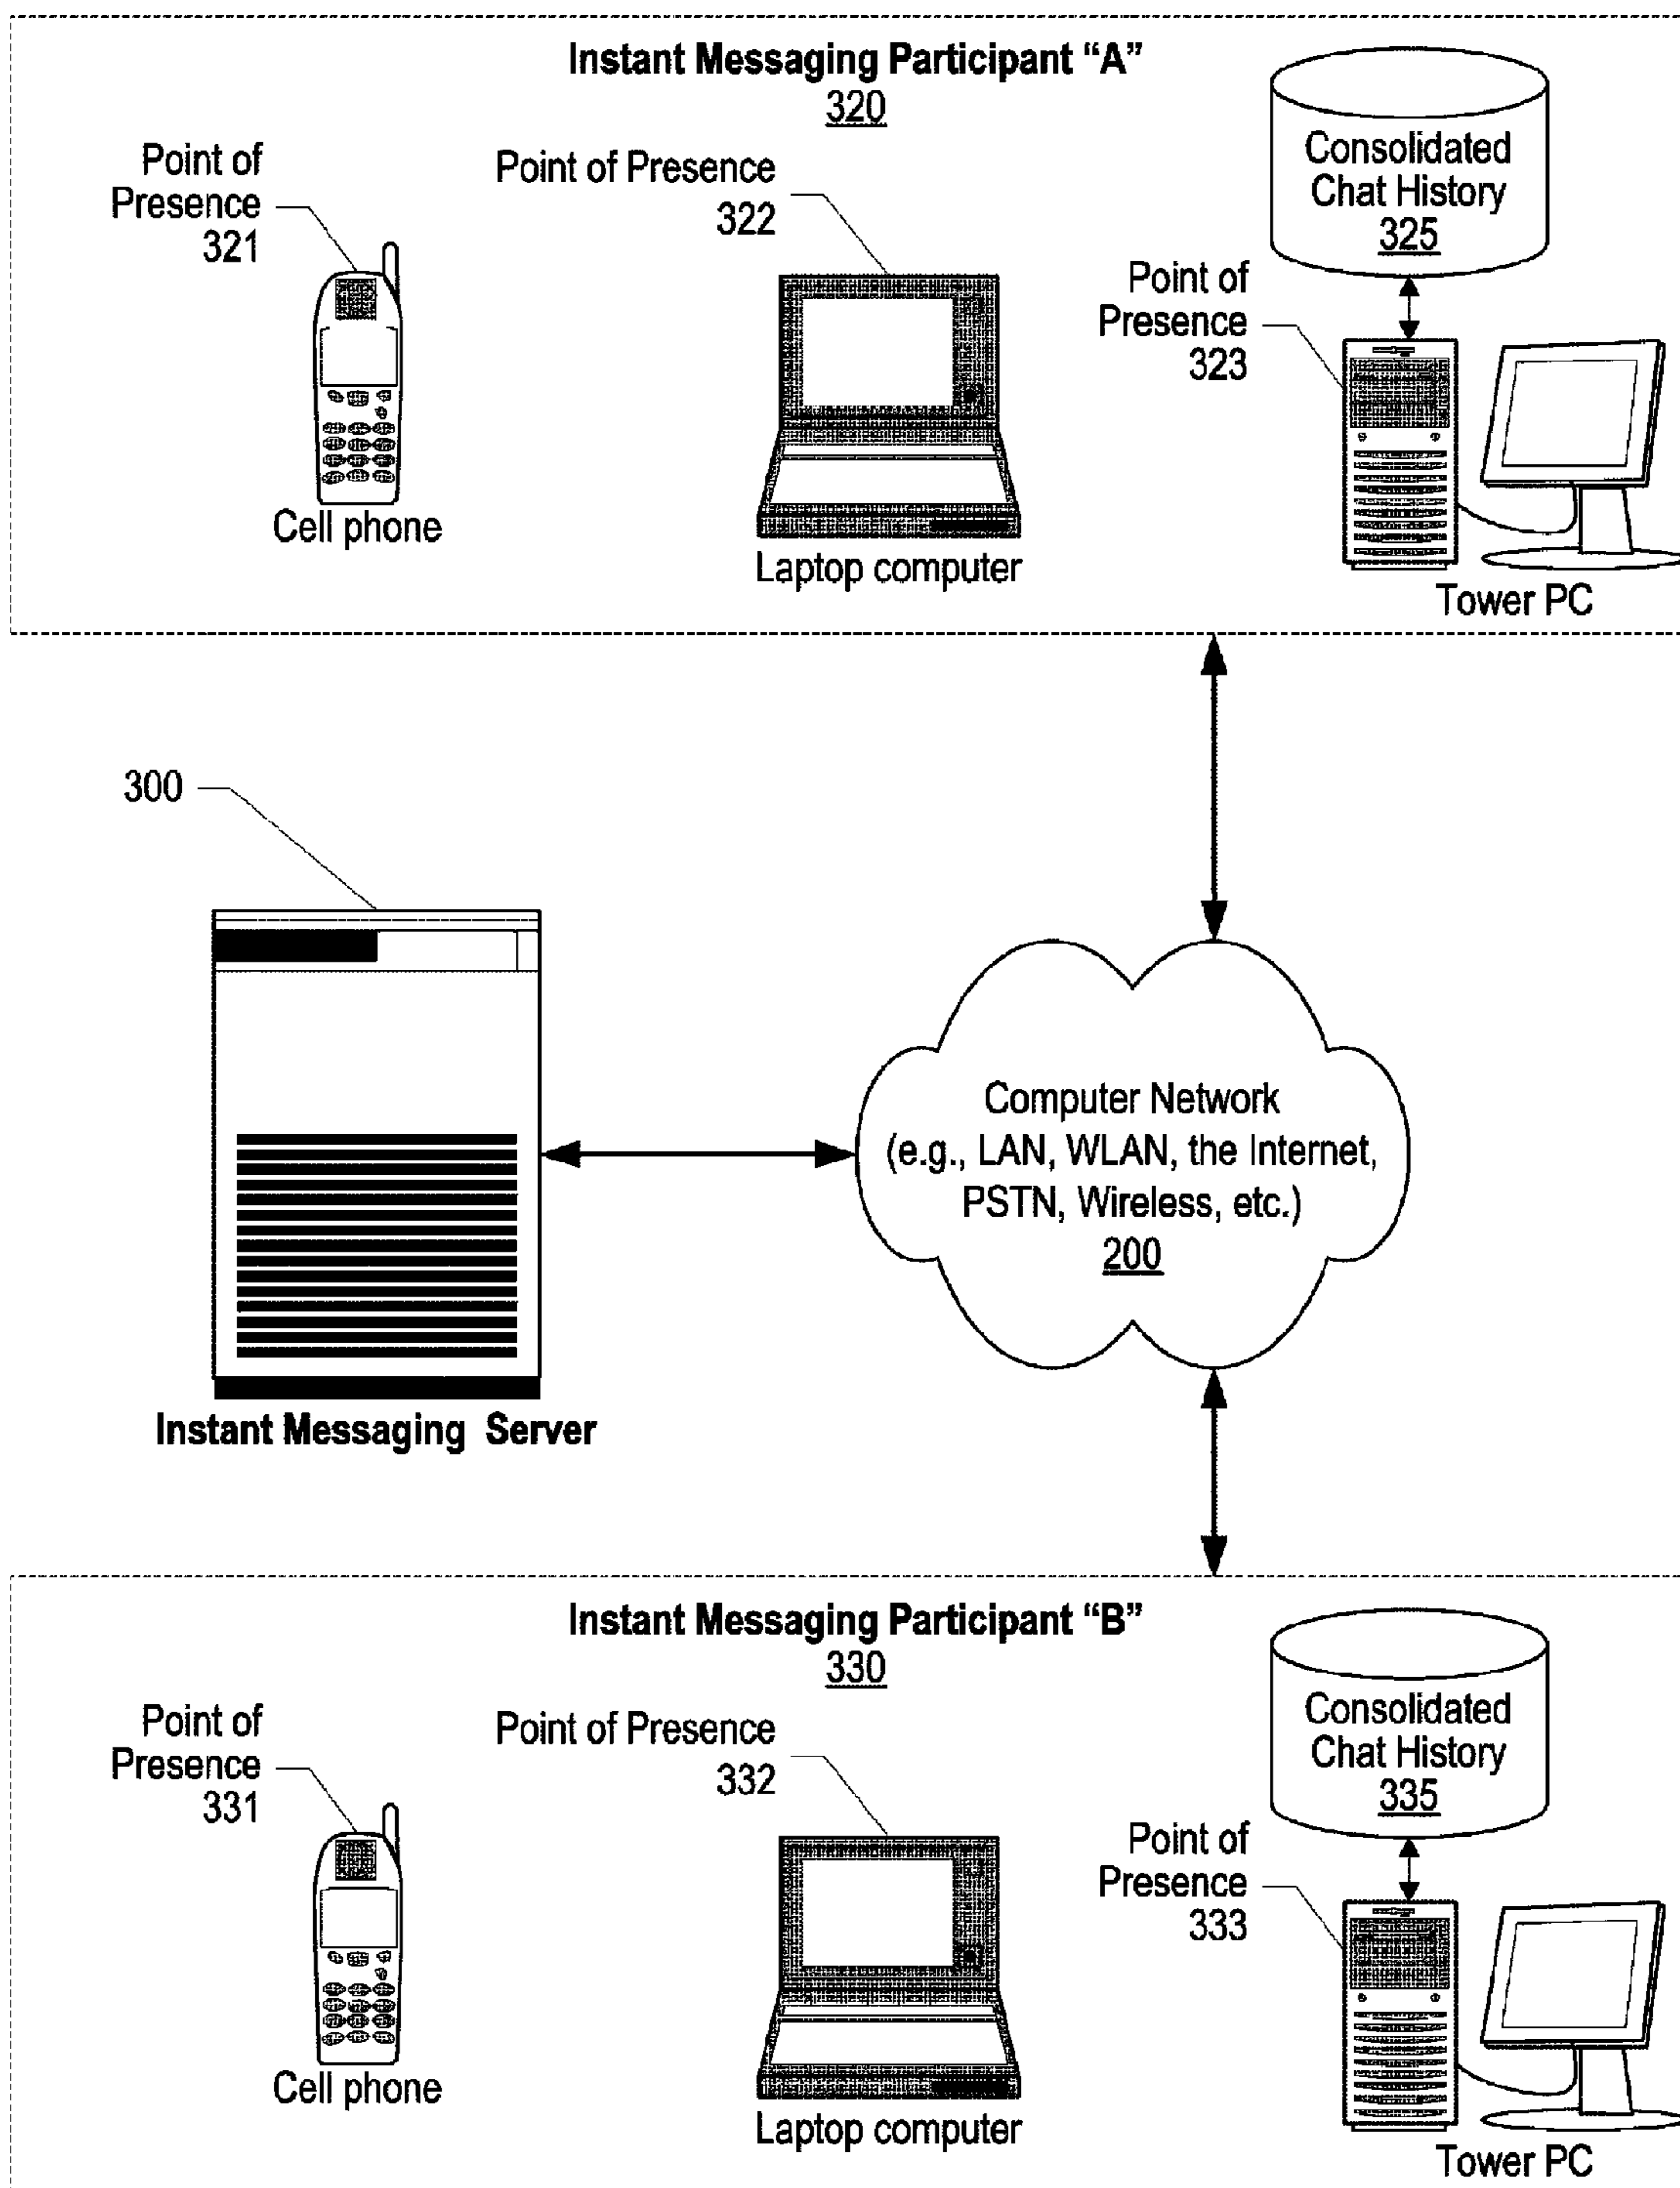 Instant Messaging Participant “A”
320
Point of
Presence
321
Cell phone
Point of Presence
322
Laptop computer
Consolidated
Chat History
325
Point of
Presence
323
Tower PC
300
Instant Messaging Server
Computer Network
(e.g., LAN, WLAN, the Internet,
PSTN, Wireless, etc.)
200
Instant Messaging Participant “B”
330
Point of
Presence
331
Cell phone
Point of Presence
332
Laptop computer
Consolidated
Chat History
335
Point of
Presence
333
Tower PC